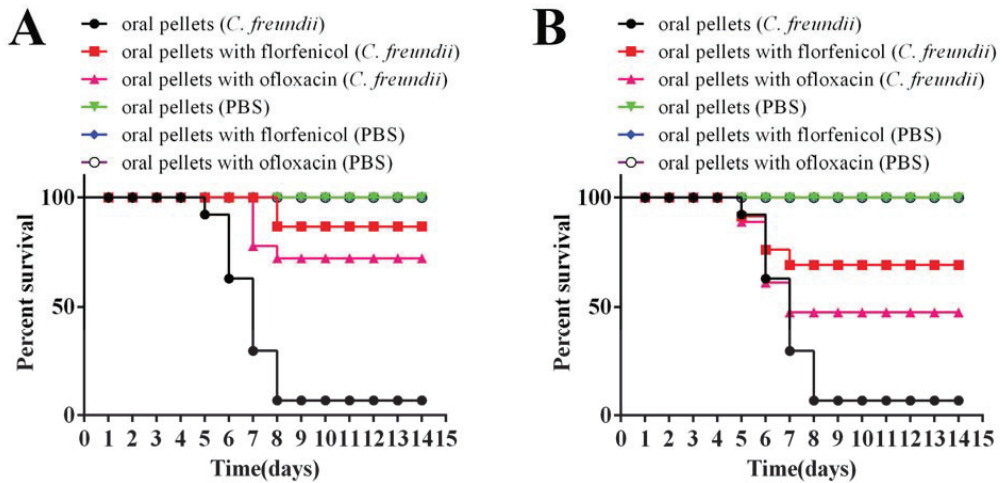 A
oral pellets (C. freundii)
oral pellets with florfenicol (C. freundii)
oral pellets with ofloxacin (C. freundii)
oral pellets (PBS)
oral pellets with florfenicol (PBS)
oral pellets with ofloxacin (PBS)
100
50
0
Percent survival
0 1 2 3 4 5 6 7 8 9 10 11 12 13 14 15
Time(days)
B
oral pellets (C. freundii)
oral pellets with florfenicol (C. freundii)
oral pellets with ofloxacin (C. freundii)
oral pellets (PBS)
oral pellets with florfenicol (PBS)
oral pellets with ofloxacin (PBS)
100
50
0
Percent survival
0 1 2 3 4 5 6 7 8 9 10 11 12 13 14 15
Time(days)